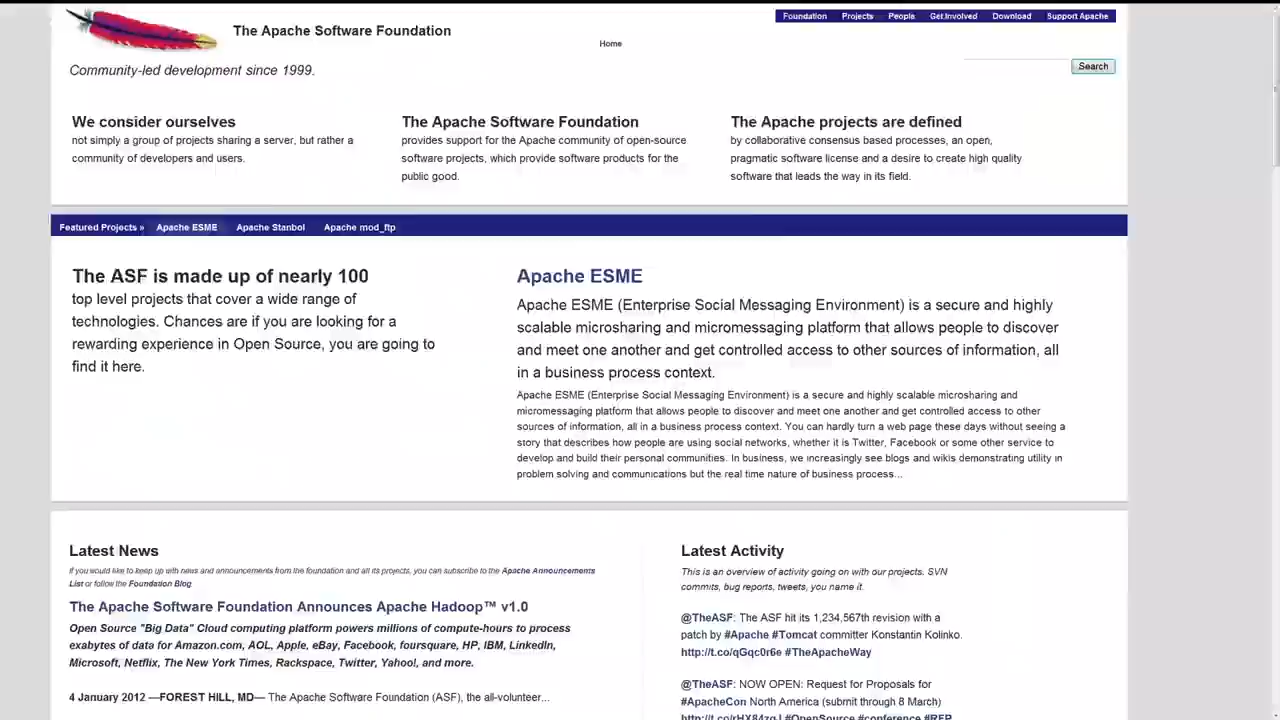 The Apache Software Foundation
Foundation Projects People Get Involved Download Support Apache
Home
Community-led development since 1999.
Search
We consider ourselves
not simply a group of projects sharing a server, but rather a
community of developers and users.
The Apache Software Foundation
provides support for the Apache community of open-source
software projects, which provide software products for the
public good.
The Apache projects are defined
by collaborative consensus based processes, an open,
pragmatic software license and a desire to create high quality
software that leads the way in its field.
Featured Projects » Apache ESME Apache Stanbol Apache mod_ftp
The ASF is made up of nearly 100
top level projects that cover a wide range of
technologies. Chances are if you are looking for a
rewarding experience in Open Source, you are going to
find it here.
Apache ESME
Apache ESME (Enterprise Social Messaging Environment) is a secure and highly
scalable microsharing and micromessaging platform that allows people to discover
and meet one another and get controlled access to other sources of information, all
in a business process context.
Apache ESME (Enterprise Social Messaging Environment) is a secure and highly scalable microsharing and
micromessaging platform that allows people to discover and meet one another and get controlled access to other
sources of information, all in a business process context. You can hardly turn a web page these days without seeing a
story that describes how people are using social networks, whether it is Twitter, Facebook or some other service to
develop and build their personal communities. In business, we increasingly see blogs and wikis demonstrating utility in
problem solving and communications but the real time nature of business process...
Latest News
If you would like to keep up with news and announcements from the foundation and all its projects, you can subscribe to the Apache Announcements
List or follow the Foundation Blog.
The Apache Software Foundation Announces Apache Hadoop™ v1.0
Open Source "Big Data" Cloud computing platform powers millions of compute-hours to process
exabytes of data for Amazon.com, AOL, Apple, eBay, Facebook, foursquare, HP, IBM, LinkedIn,
Microsoft, Netflix, The New York Times, Rackspace, Twitter, Yahoo!, and more.
4 January 2012 —FOREST HILL, MD— The Apache Software Foundation (ASF), the all-volunteer...
Latest Activity
This is an overview of activity going on with our projects. SVN
commits, bug reports, tweets, you name it.
@TheASF: The ASF hit its 1,234,567th revision with a
patch by #Apache #Tomcat committer Konstantin Kolinko.
http://t.co/qGqc0r6e #TheApacheWay
@TheASF: NOW OPEN: Request for Proposals for
#ApacheCon North America (submit through 8 March)
#OpenSource #conference #RFP